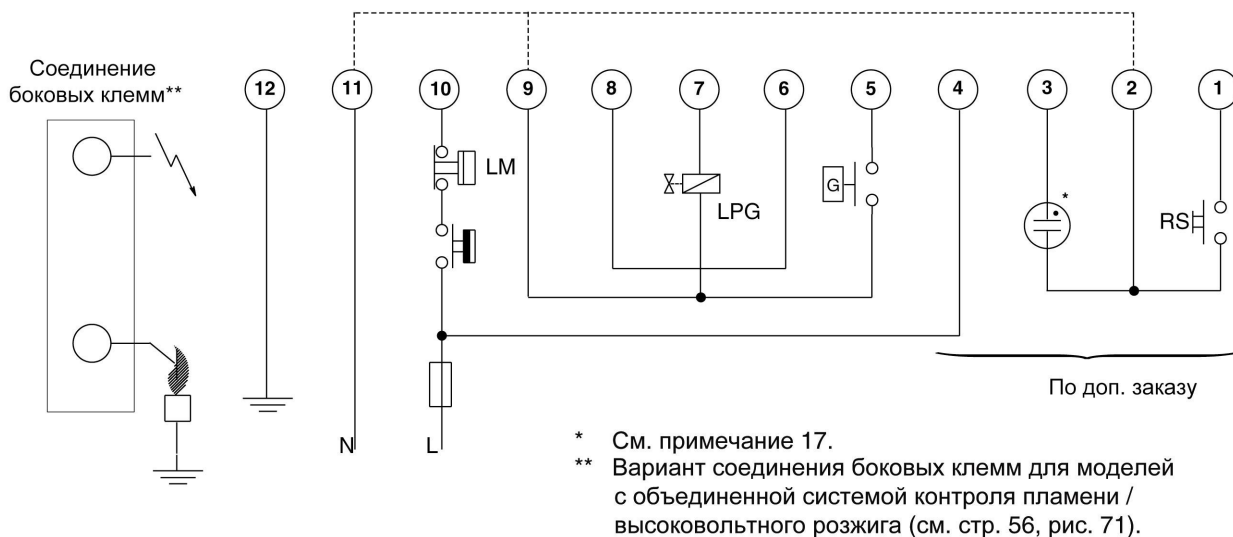 Соединение
боковых клемм**
12 11 10 9 8 7 6 5 4 3 2 1
LM
G
*
LPG
RS
По доп. заказу
N L
* См. примечание 17.
** Вариант соединения боковых клемм для моделей
с объединенной системой контроля пламени /
высоковольтного розжига (см. стр. 56, рис. 71).